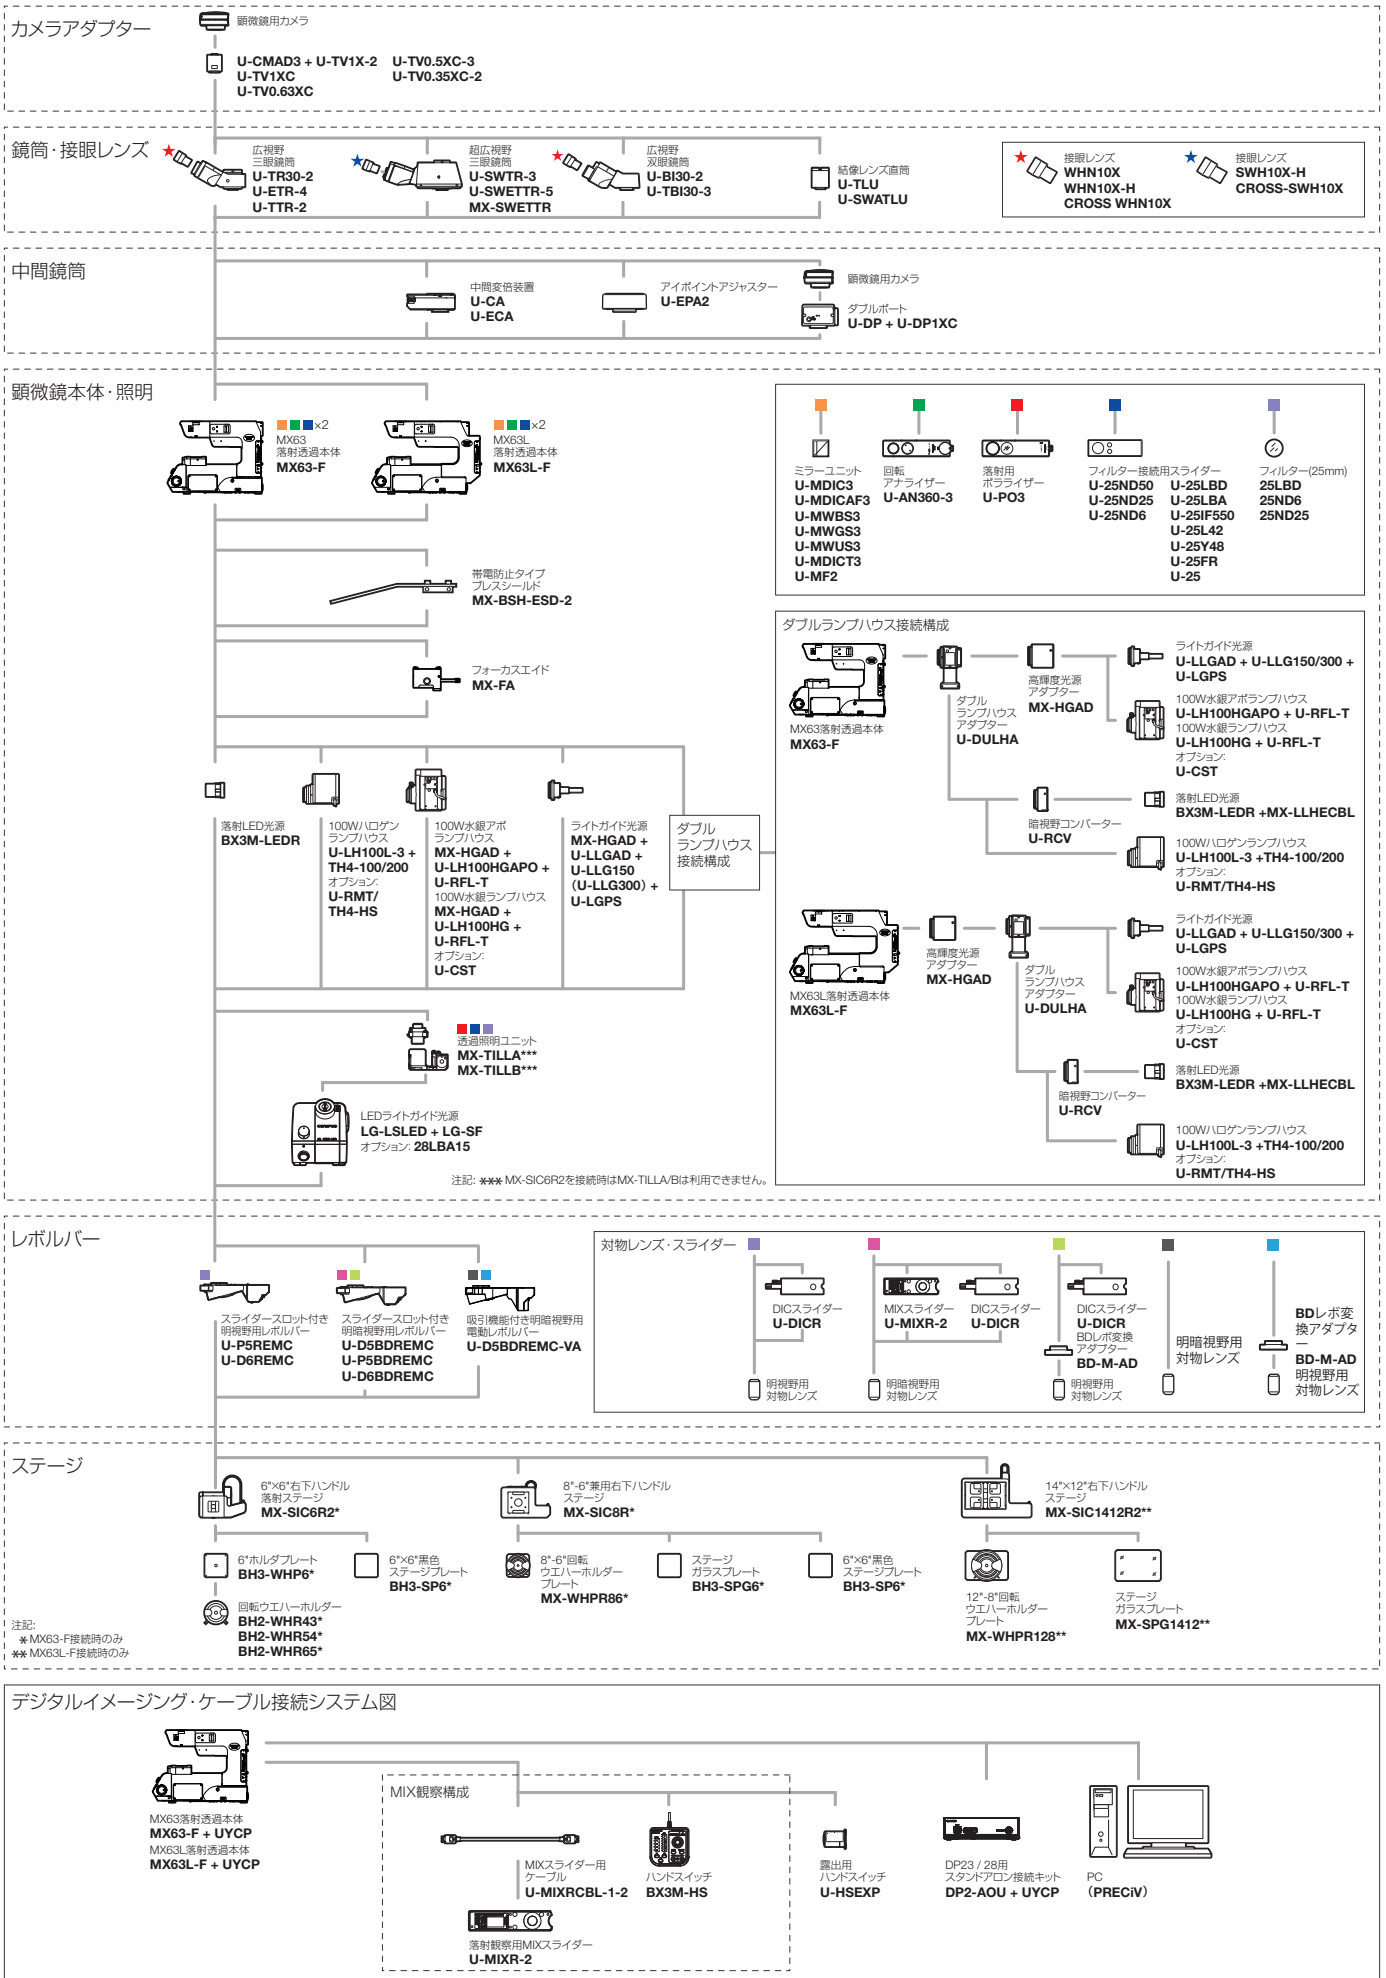 カメラアダプター
顕微鏡用カメラ
U-CMAD3 + U-TV1X-2
U-TV1XC
U-TV0.63XC
U-TV0.5XC-3
U-TV0.35XC-2
鏡筒・接眼レンズ
広視野
三眼鏡筒
U-TR30-2
U-ETR-4
U-TTR-2
超広視野
三眼鏡筒
U-SWTR-3
U-SWETTR-5
MX-SWETTR
広視野
双眼鏡筒
U-BI30-2
U-TBI30-3
結像レンズ直筒
U-TLU
U-SWATLU
接眼レンズ
WHN10X
WHN10X-H
CROSS WHN10X
接眼レンズ
SWH10X-H
CROSS-SWH10X
中間鏡筒
中間変倍装置
U-CA
U-ECA
アイポイントアジャスター
U-EPA2
顕微鏡用カメラ
ダブルポート
U-DP + U-DP1XC
顕微鏡本体・照明
×2
MX63
落射透過本体
MX63-F
×2
MX63L
落射透過本体
MX63L-F
ミラーユニット
U-MDIC3
U-MDICAF3
U-MWBS3
U-MWGS3
U-MWUS3
U-MDICT3
U-MF2
回転
アナライザー
U-AN360-3
落射用
ポラライザー
U-PO3
フィルター接続用スライダー
U-25ND50
U-25ND25
U-25ND6
U-25LBD
U-25LBA
U-25IF550
U-25L42
U-25Y48
U-25FR
U-25
フィルター(25mm)
25LBD
25ND6
25ND25
帯電防止タイプ
ブレスシールド
MX-BSH-ESD-2
フォーカスエイド
MX-FA
落射LED光源
BX3M-LEDR
100Wハロゲン
ランプハウス
U-LH100L-3 +
TH4-100/200
オプション:
U-RMT/
TH4-HS
100W水銀アポ
ランプハウス
MX-HGAD +
U-LH100HGAPO +
U-RFL-T
100W水銀ランプハウス
MX-HGAD +
U-LH100HG +
U-RFL-T
オプション:
U-CST
ライトガイド光源
MX-HGAD +
U-LLGAD +
U-LLG150
(U-LLG300) +
U-LGPS
ダブル
ランプハウス
接続構成
ダブルランプハウス接続構成
MX63落射透過本体
MX63-F
ダブル
ランプハウス
アダプター
U-DULHA
高輝度光源
アダプター
MX-HGAD
ライトガイド光源
U-LLGAD + U-LLG150/300 +
U-LGPS
100W水銀アポランプハウス
U-LH100HGAPO + U-RFL-T
100W水銀ランプハウス
U-LH100HG + U-RFL-T
オプション:
U-CST
暗視野コンバーター
U-RCV
落射LED光源
BX3M-LEDR +MX-LLHECBL
100Wハロゲンランプハウス
U-LH100L-3 +TH4-100/200
オプション:
U-RMT/TH4-HS
MX63L落射透過本体
MX63L-F
高輝度光源
アダプター
MX-HGAD
ダブル
ランプハウス
アダプター
U-DULHA
ライトガイド光源
U-LLGAD + U-LLG150/300 +
U-LGPS
100W水銀アポランプハウス
U-LH100HGAPO + U-RFL-T
100W水銀ランプハウス
U-LH100HG + U-RFL-T
オプション:
U-CST
暗視野コンバーター
U-RCV
落射LED光源
BX3M-LEDR +MX-LLHECBL
100Wハロゲンランプハウス
U-LH100L-3 +TH4-100/200
オプション:
U-RMT/TH4-HS
透過照明ユニット
MX-TILLA***
MX-TILLB***
LEDライトガイド光源
LG-LSLED + LG-SF
オプション: 28LBA15
注記: *** MX-SIC6R2を接続時はMX-TILLA/Bは利用できません。
レボルバー
スライダースロット付き
明視野用レボルバー
U-P5REMC
U-D6REMC
スライダースロット付き
明暗視野用レボルバー
U-D5BDREMC
U-P5BDREMC
U-D6BDREMC
吸引機能付き明暗視野用
電動レボルバー
U-D5BDREMC-VA
対物レンズ・スライダー
DICスライダー
U-DICR
明視野用
対物レンズ
MIXスライダー
U-MIXR-2
DICスライダー
U-DICR
明暗視野用
対物レンズ
DICスライダー
U-DICR
BDレボ変換
アダプター
BD-M-AD
明視野用
対物レンズ
明暗視野用
対物レンズ
BDレボ変
換アダプタ
ー
BD-M-AD
明視野用
対物レンズ
ステージ
6"×6"右下ハンドル
落射ステージ
MX-SIC6R2*
8"-6"兼用右下ハンドル
ステージ
MX-SIC8R*
14"×12"右下ハンドル
ステージ
MX-SIC1412R2**
6"ホルダプレート
BH3-WHP6*
6"×6"黒色
ステージプレート
BH3-SP6*
8"-6"回転
ウエハーホルダー
プレート
MX-WHPR86*
ステージ
ガラスプレート
BH3-SPG6*
6"×6"黒色
ステージプレート
BH3-SP6*
12"-8"回転
ウエハーホルダー
プレート
MX-WHPR128**
ステージ
ガラスプレート
MX-SPG1412**
回転ウエハーホルダー
BH2-WHR43*
BH2-WHR54*
BH2-WHR65*
注記:
* MX63-F接続時のみ
** MX63L-F接続時のみ
デジタルイメージング・ケーブル接続システム図
MX63落射透過本体
MX63-F + UYCP
MX63L落射透過本体
MX63L-F + UYCP
MIX観察構成
MIXスライダー用
ケーブル
U-MIXRCBL-1-2
ハンドスイッチ
BX3M-HS
落射観察用MIXスライダー
U-MIXR-2
露出用
ハンドスイッチ
U-HSEXP
DP23 / 28用
スタンドアロン接続キット
DP2-AOU + UYCP
PC
(PRECiV)